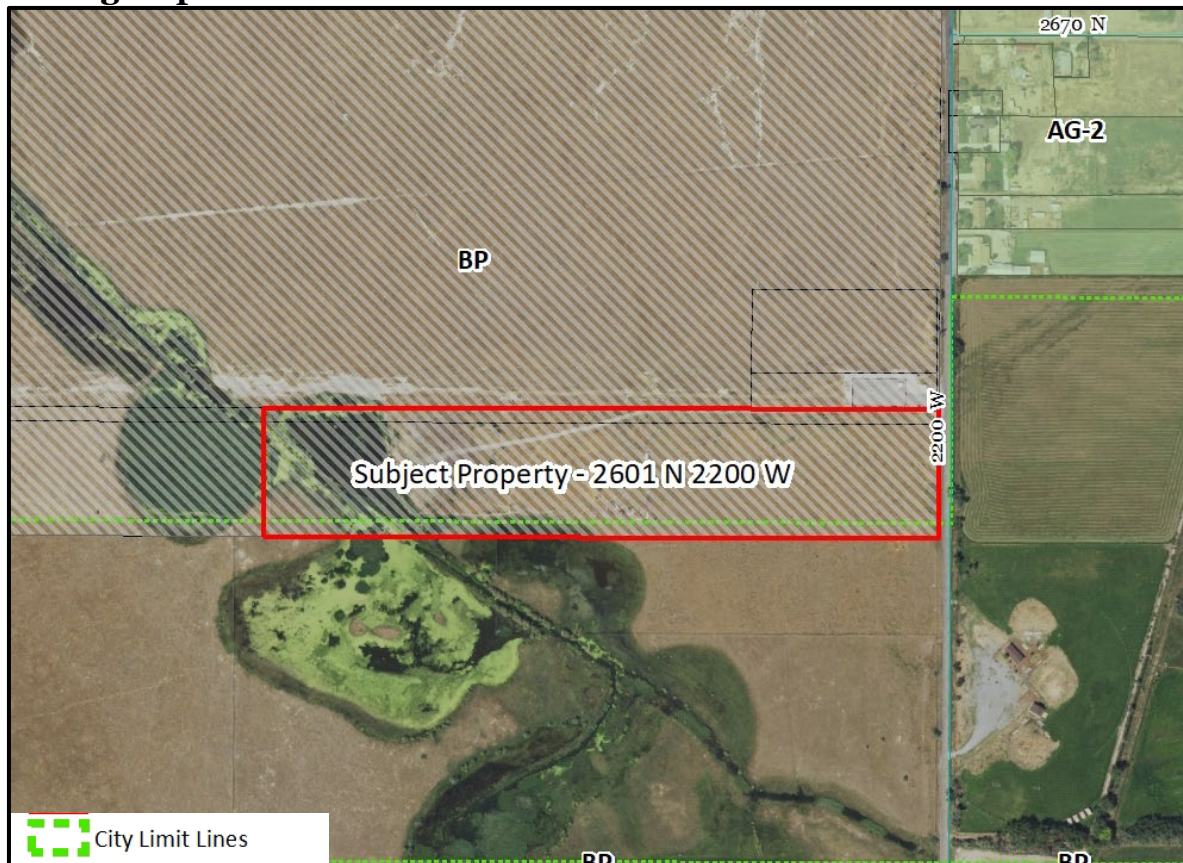 2670 N
AG-2
BP
2200 W
Subject Property - 2601 N 2200 W
City Limit Lines
BP
BP